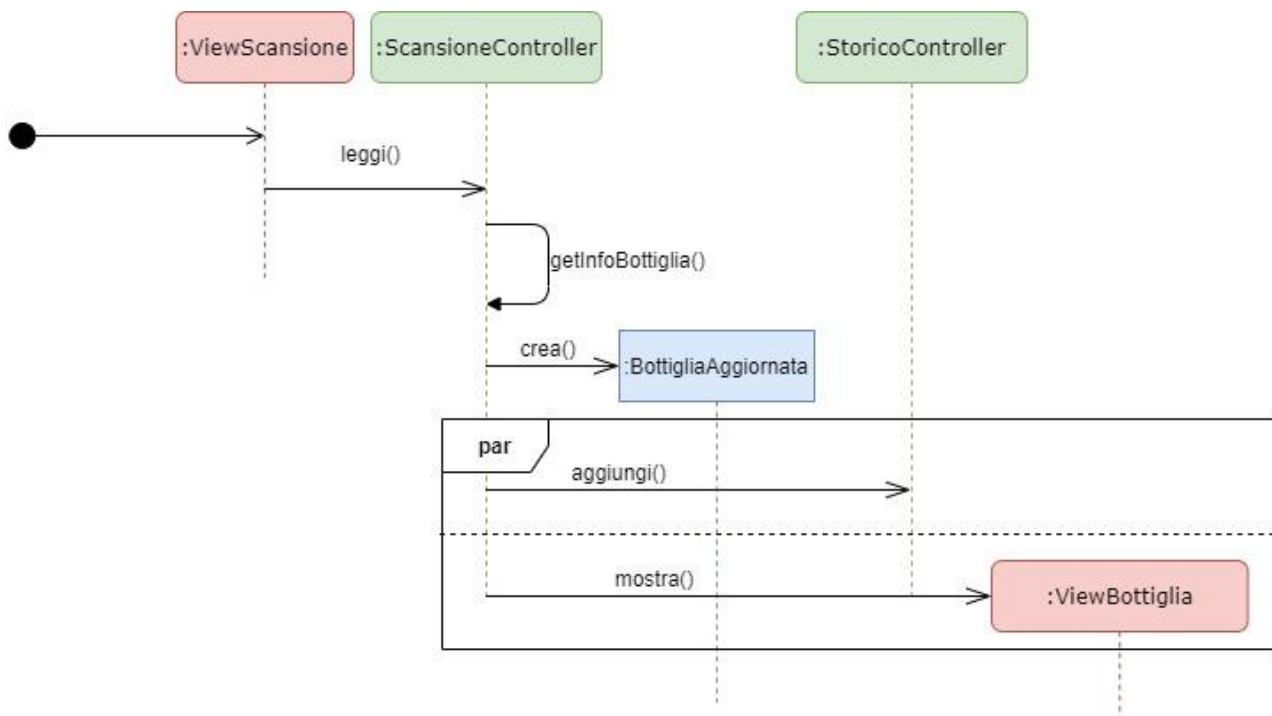 :ViewScansione
:ScansioneController
:StoricoController
leggi()
getInfoBottiglia()
crea()
:BottigliaAggiornata
par
aggiungi()
mostra()
:ViewBottiglia